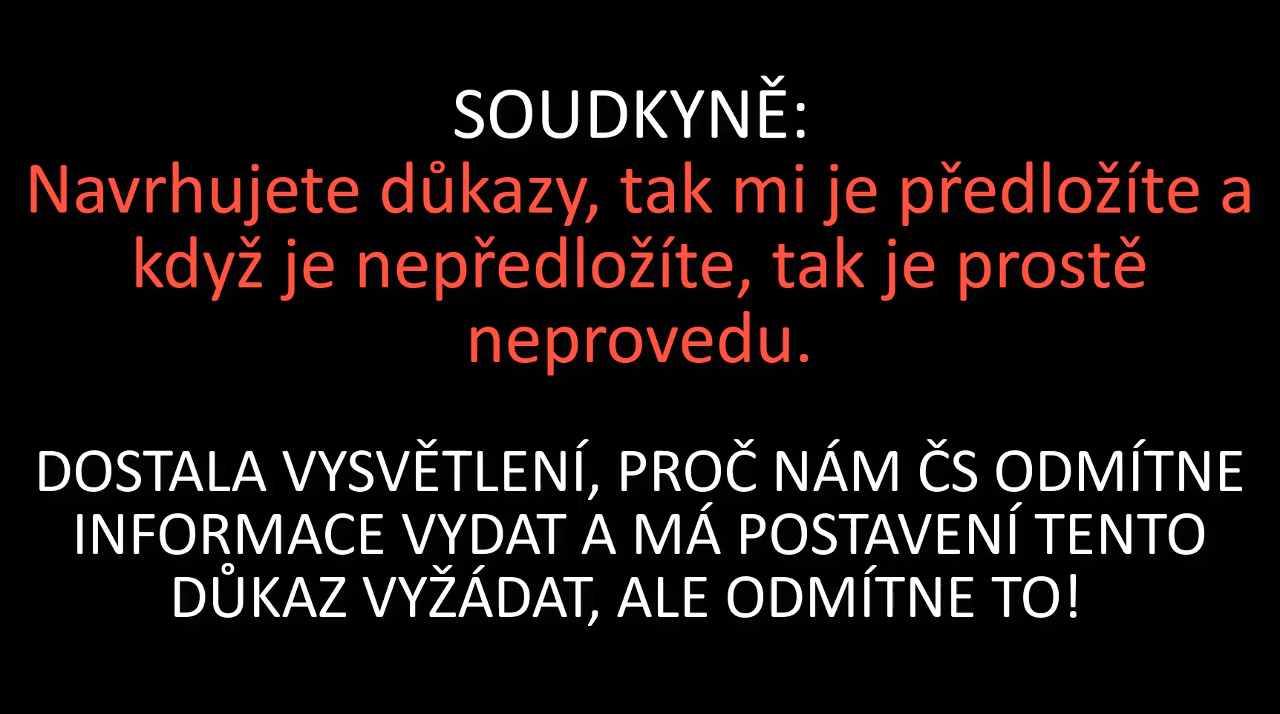 SOUDKYNĚ:
Navrhujete důkazy, tak mi je předložíte a
když je nepředložíte, tak je prostě
neprovedu.
DOSTALA VYSVĚTLENÍ, PROČ NÁM ČS ODMÍTNE
INFORMACE VYDAT A MÁ POSTAVENÍ TENTO
DŮKAZ VYŽÁDAT, ALE ODMÍTNE TO!